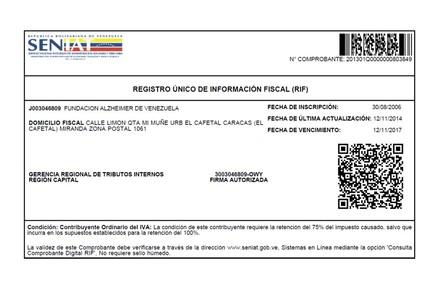 REPUBLICA BOLIVARIANA DE VENEZUELA
SENIAT
N° COMPROBANTE: 201301Q0000000803849
REGISTRO ÚNICO DE INFORMACIÓN FISCAL (RIF)
J003046809 FUNDACION ALZHEIMER DE VENEZUELA
FECHA DE INSCRIPCIÓN: 30/08/2006
DOMICILIO FISCAL CALLE LIMON QTA MI MUÑE URB EL CAFETAL CARACAS (EL
CAFETAL) MIRANDA ZONA POSTAL 1061
FECHA DE ÚLTIMA ACTUALIZACIÓN: 12/11/2014
FECHA DE VENCIMIENTO: 12/11/2017
GERENCIA REGIONAL DE TRIBUTOS INTERNOS
REGIÓN CAPITAL
3003046809-OWY
FIRMA AUTORIZADA
Condición: Contribuyente Ordinario del IVA: La condición de este contribuyente requiere la retención del 75% del impuesto causado, salvo que
incurra en los supuestos establecidos para la retención del 100%.
La validez de este Comprobante debe verificarse a través de la dirección www.seniat.gob.ve, Sistemas en Línea mediante la opción 'Consulta
Comprobante Digital RIF'. No requiere sello húmedo.